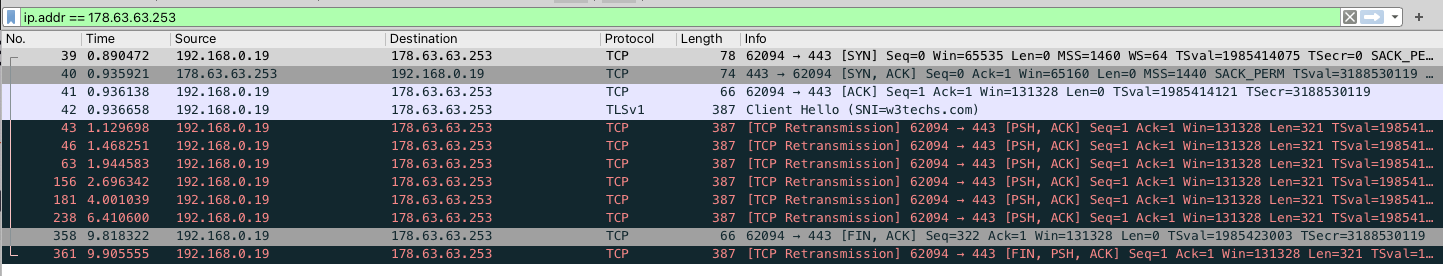 ip.addr == 178.63.63.253
No. Time Source Destination Protocol Length Info
39 0.890472 192.168.0.19 178.63.63.253 TCP 78 62094 → 443 [SYN] Seq=0 Win=65535 Len=0 MSS=1460 WS=64 TSval=1985414075 TSecr=0 SACK_PE…
40 0.935921 178.63.63.253 192.168.0.19 TCP 74 443 → 62094 [SYN, ACK] Seq=0 Ack=1 Win=65160 Len=0 MSS=1440 SACK_PERM TSval=3188530119 …
41 0.936138 192.168.0.19 178.63.63.253 TCP 66 62094 → 443 [ACK] Seq=1 Ack=1 Win=131328 Len=0 TSval=1985414121 TSecr=3188530119
42 0.936658 192.168.0.19 178.63.63.253 TLSv1 387 Client Hello (SNI=w3techs.com)
43 1.129698 192.168.0.19 178.63.63.253 TCP 387 [TCP Retransmission] 62094 → 443 [PSH, ACK] Seq=1 Ack=1 Win=131328 Len=321 TSval=198541…
46 1.468251 192.168.0.19 178.63.63.253 TCP 387 [TCP Retransmission] 62094 → 443 [PSH, ACK] Seq=1 Ack=1 Win=131328 Len=321 TSval=198541…
63 1.944583 192.168.0.19 178.63.63.253 TCP 387 [TCP Retransmission] 62094 → 443 [PSH, ACK] Seq=1 Ack=1 Win=131328 Len=321 TSval=198541…
156 2.696342 192.168.0.19 178.63.63.253 TCP 387 [TCP Retransmission] 62094 → 443 [PSH, ACK] Seq=1 Ack=1 Win=131328 Len=321 TSval=198541…
181 4.001039 192.168.0.19 178.63.63.253 TCP 387 [TCP Retransmission] 62094 → 443 [PSH, ACK] Seq=1 Ack=1 Win=131328 Len=321 TSval=198541…
238 6.410600 192.168.0.19 178.63.63.253 TCP 387 [TCP Retransmission] 62094 → 443 [PSH, ACK] Seq=1 Ack=1 Win=131328 Len=321 TSval=198541…
358 9.818322 192.168.0.19 178.63.63.253 TCP 66 62094 → 443 [FIN, ACK] Seq=322 Ack=1 Win=131328 Len=0 TSval=1985423003 TSecr=3188530119
361 9.905555 192.168.0.19 178.63.63.253 TCP 387 [TCP Retransmission] 62094 → 443 [FIN, PSH, ACK] Seq=1 Ack=1 Win=131328 Len=321 TSval=1…